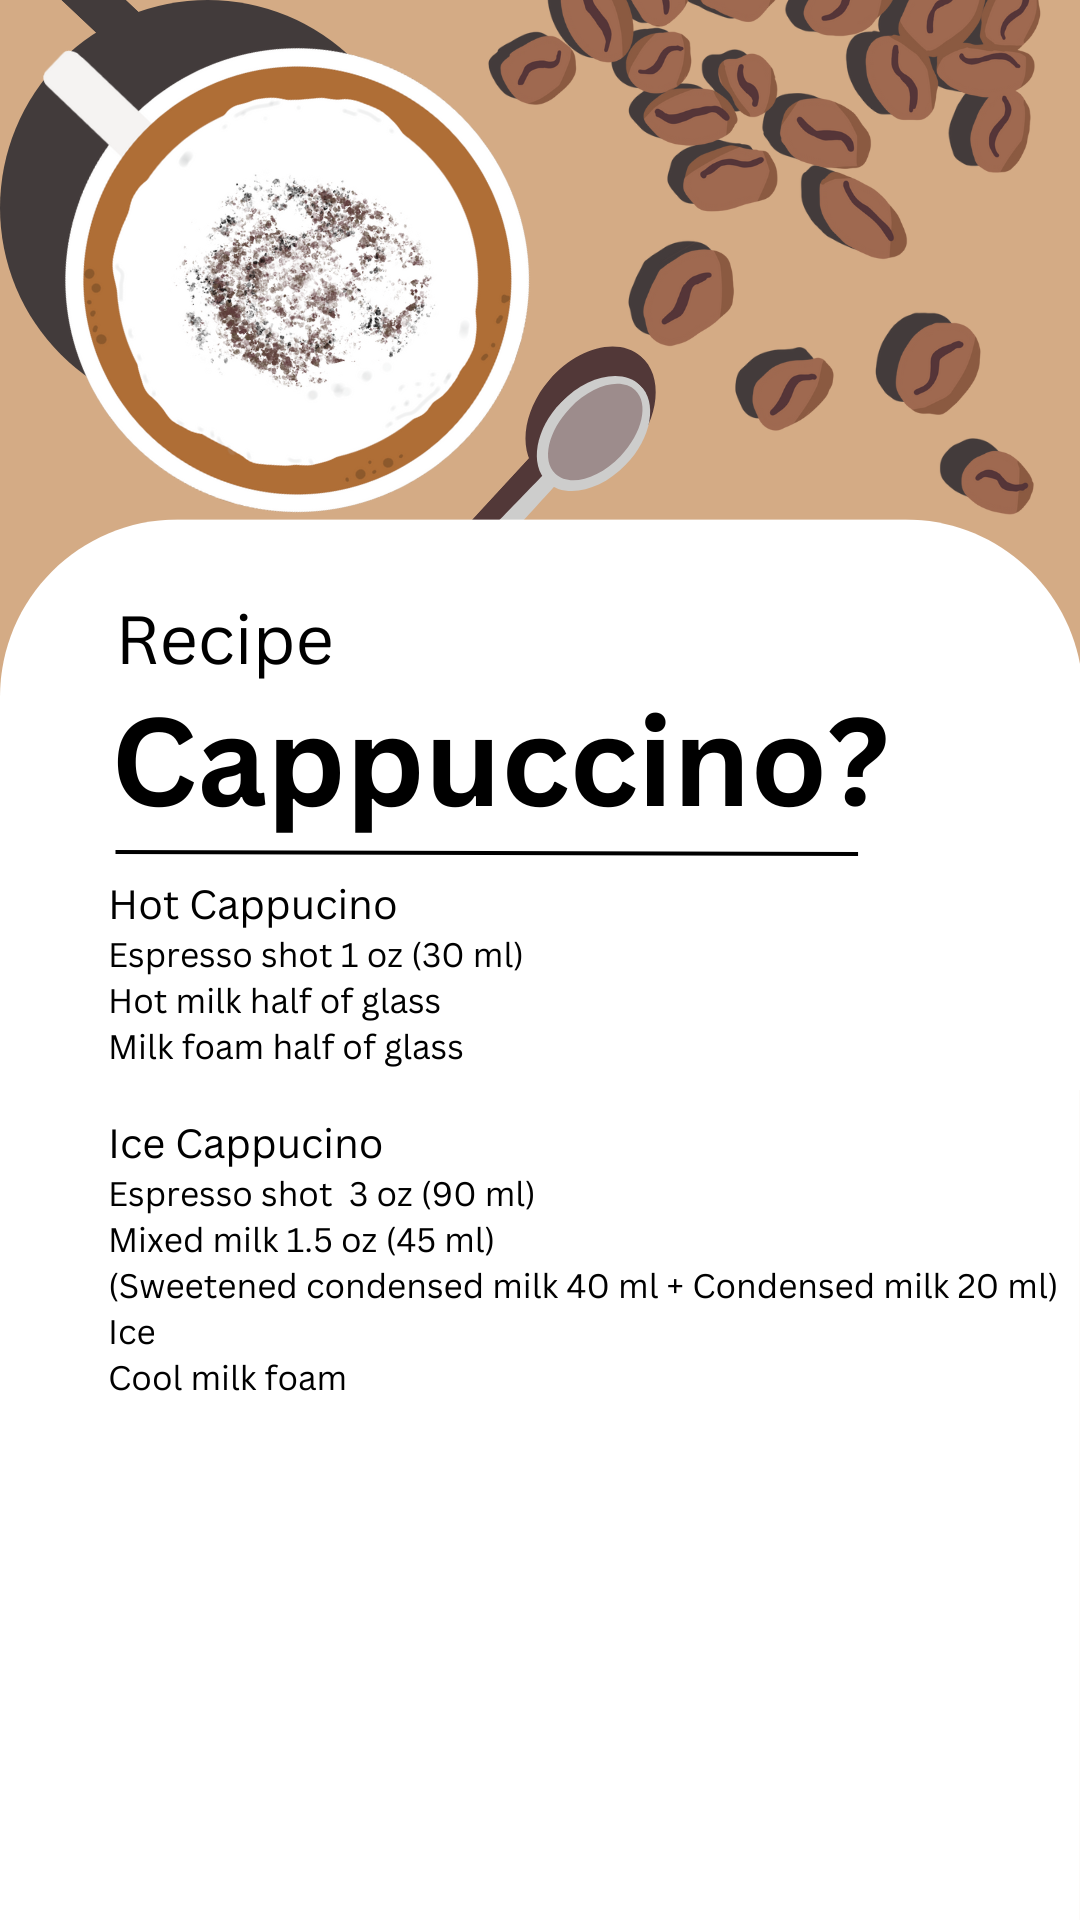 Recipe
Cappuccino?
Hot Cappucino
Espresso shot 1 oz (30 ml)
Hot milk half of glass
Milk foam half of glass
Ice Cappucino
Espresso shot  3 oz (90 ml)
Mixed milk 1.5 oz (45 ml)
(Sweetened condensed milk 40 ml + Condensed milk 20 ml)
Ice
Cool milk foam